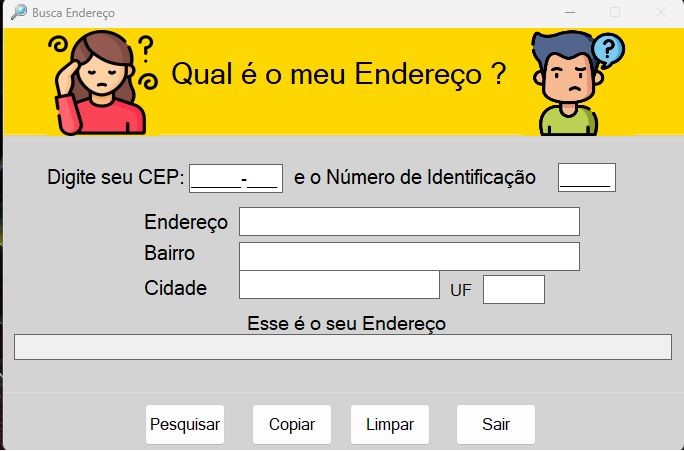 Busca Endereço
Qual é o meu Endereço ?
Digite seu CEP: _____-___ e o Número de Identificação _____
Endereço
Bairro
Cidade UF
Esse é o seu Endereço
Pesquisar Copiar Limpar Sair